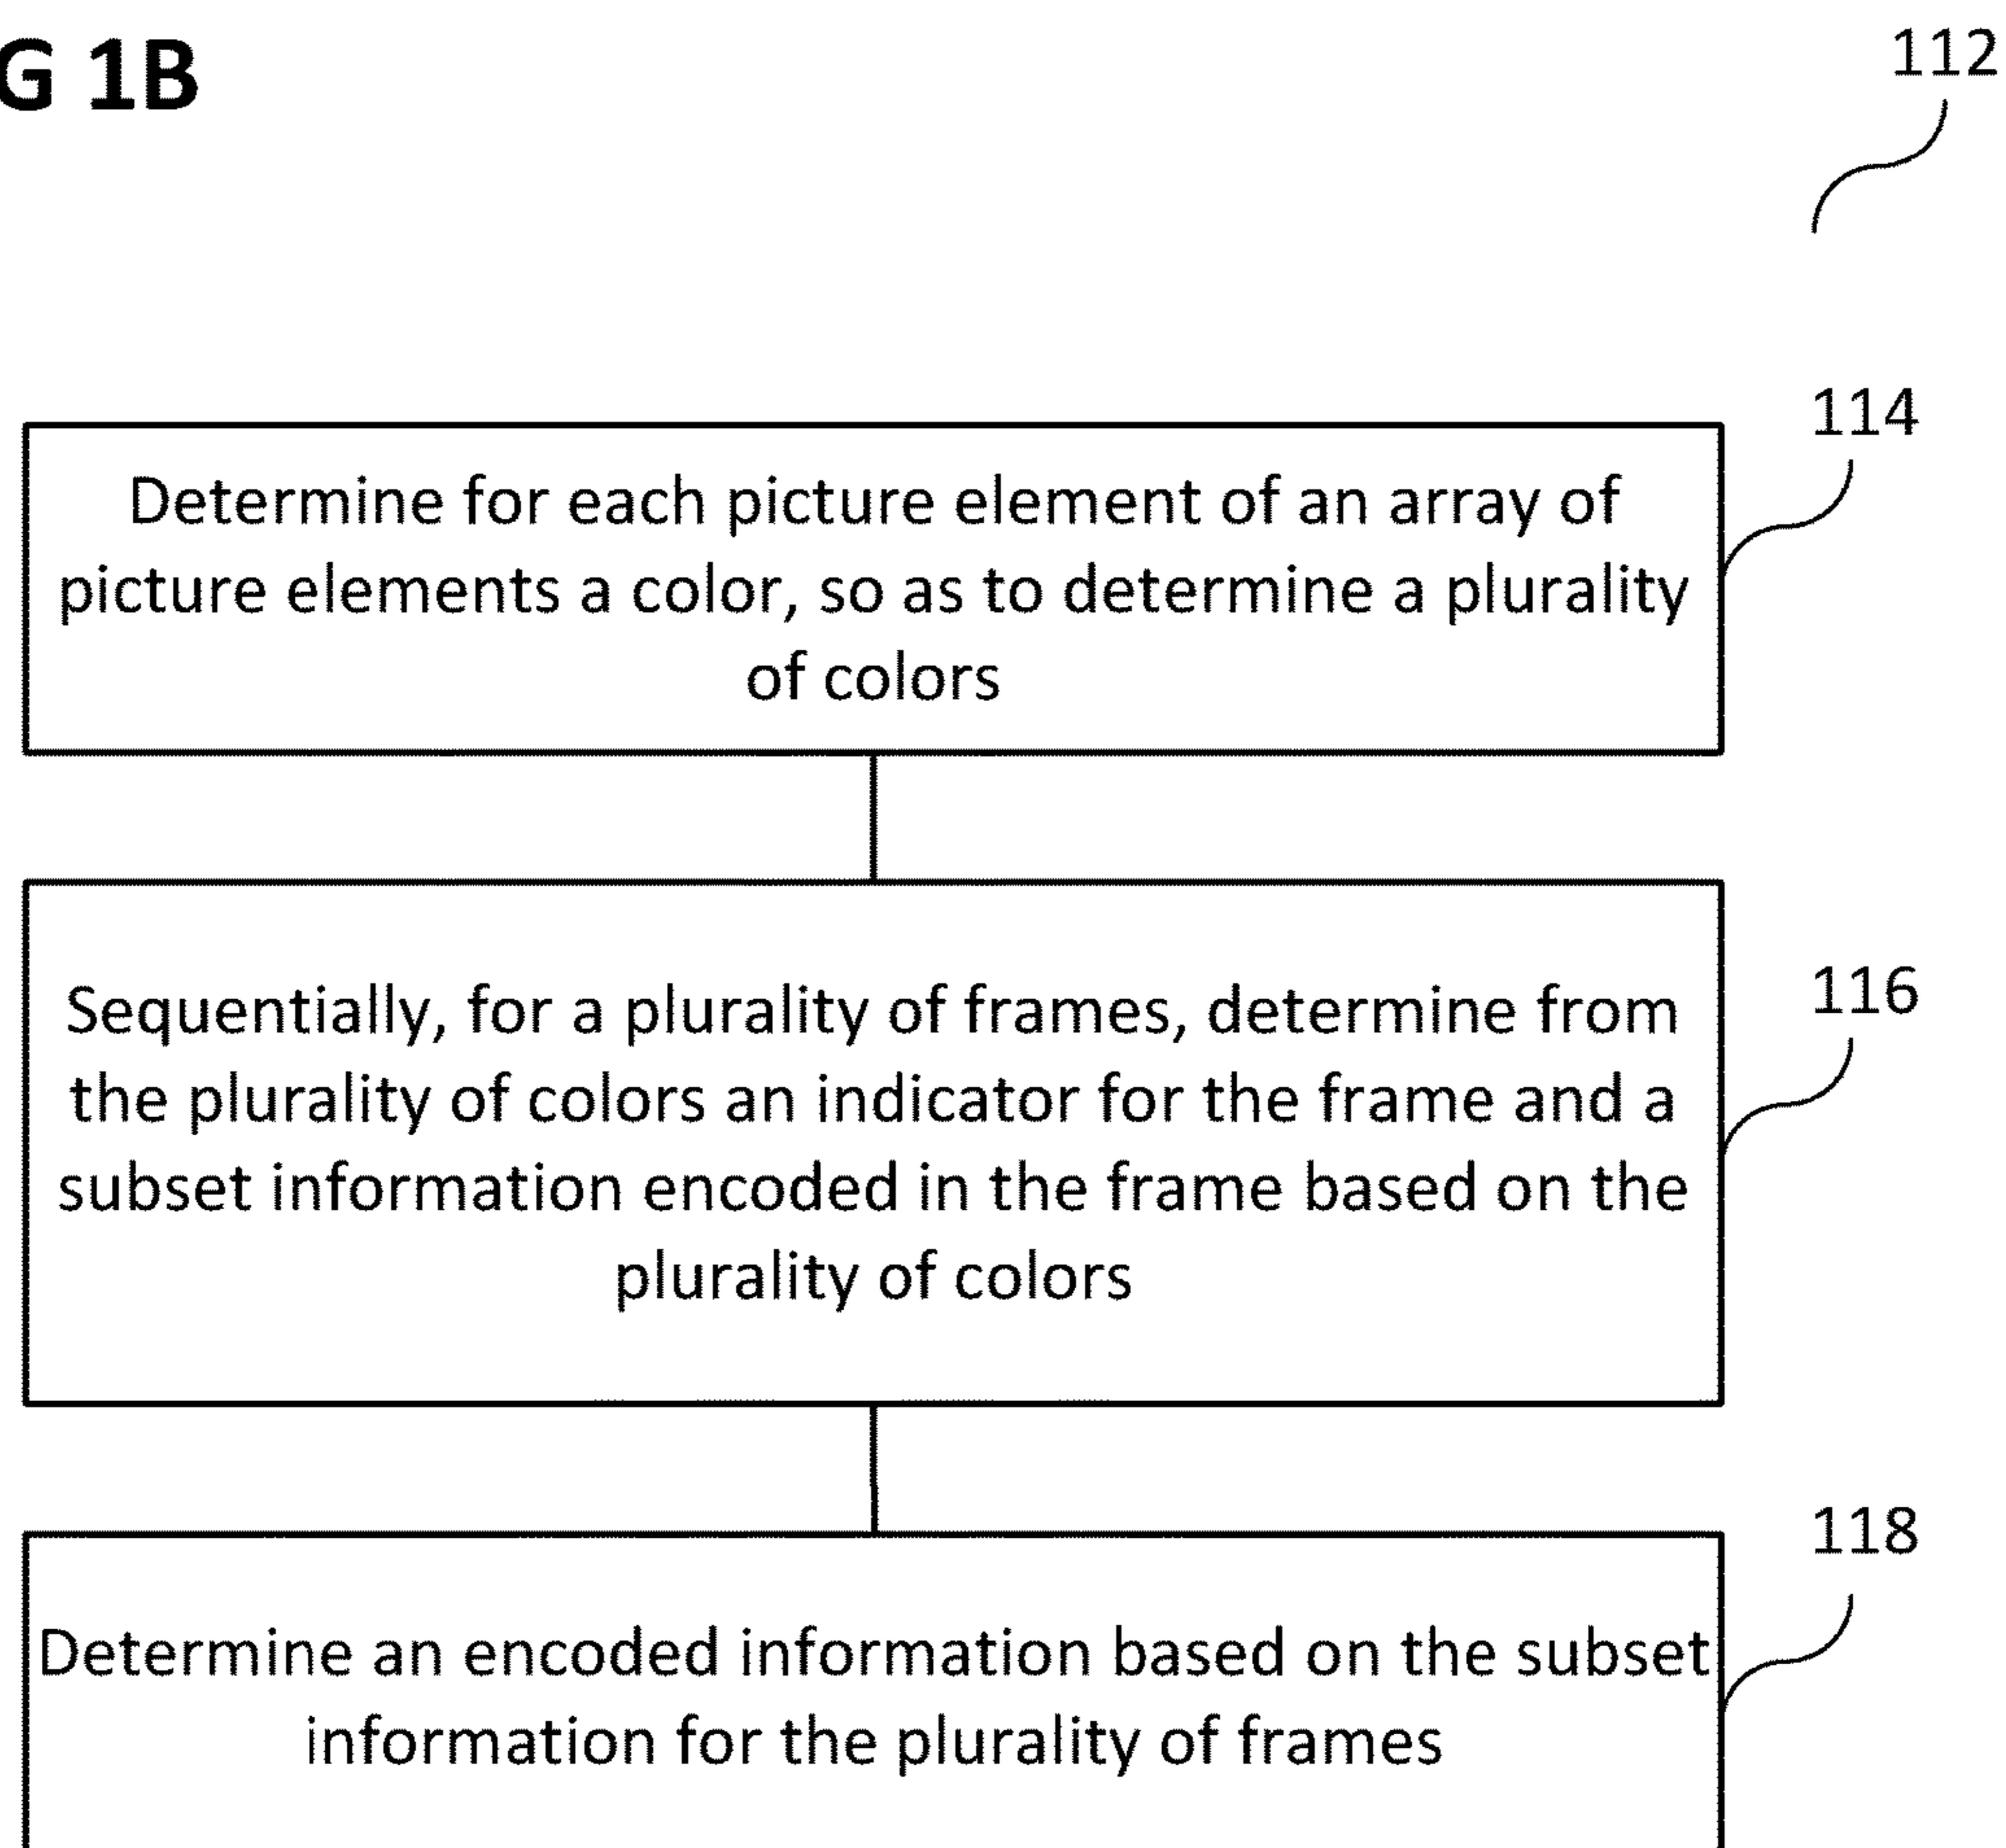 G 1B
112
114
Determine for each picture element of an array of
picture elements a color, so as to determine a plurality
of colors
116
Sequentially, for a plurality of frames, determine from
the plurality of colors an indicator for the frame and a
subset information encoded in the frame based on the
plurality of colors
118
Determine an encoded information based on the subset
information for the plurality of frames